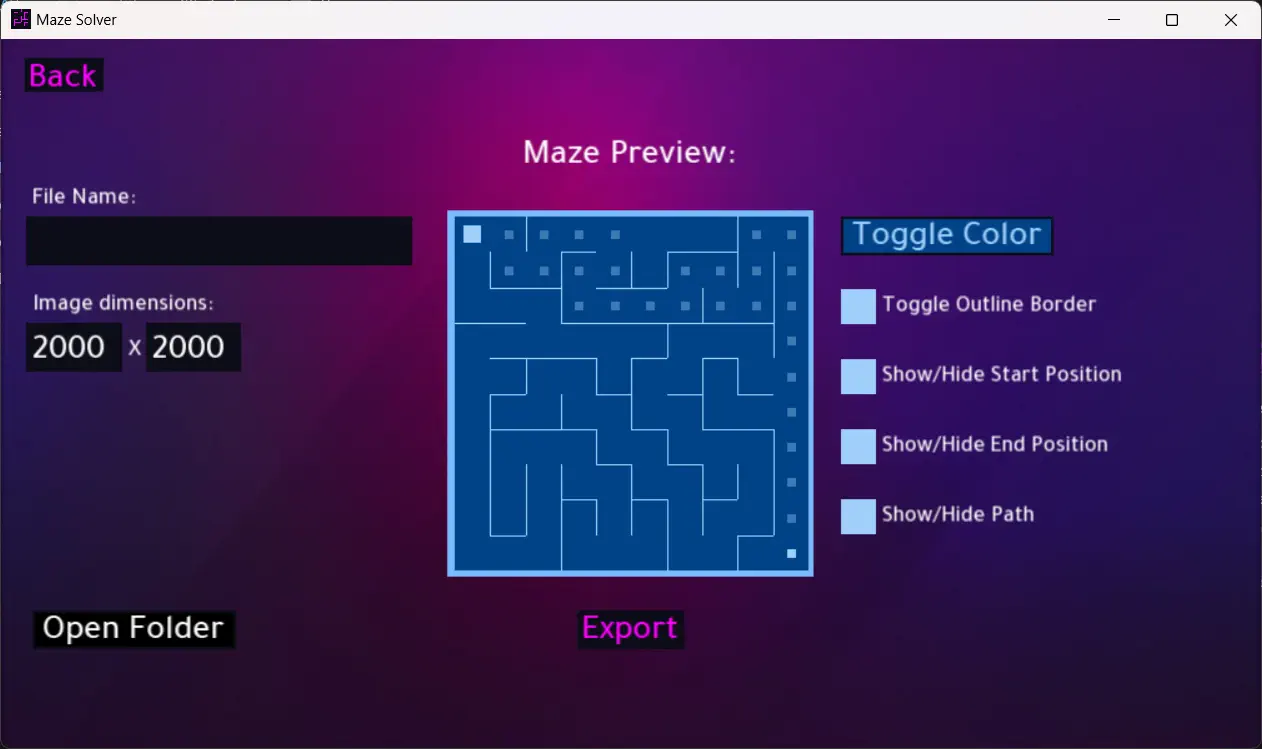 Maze Solver
Back
Maze Preview:
File Name:
Toggle Color
Image dimensions:
2000 x 2000
Toggle Outline Border
Show/Hide Start Position
Show/Hide End Position
Show/Hide Path
Open Folder
Export